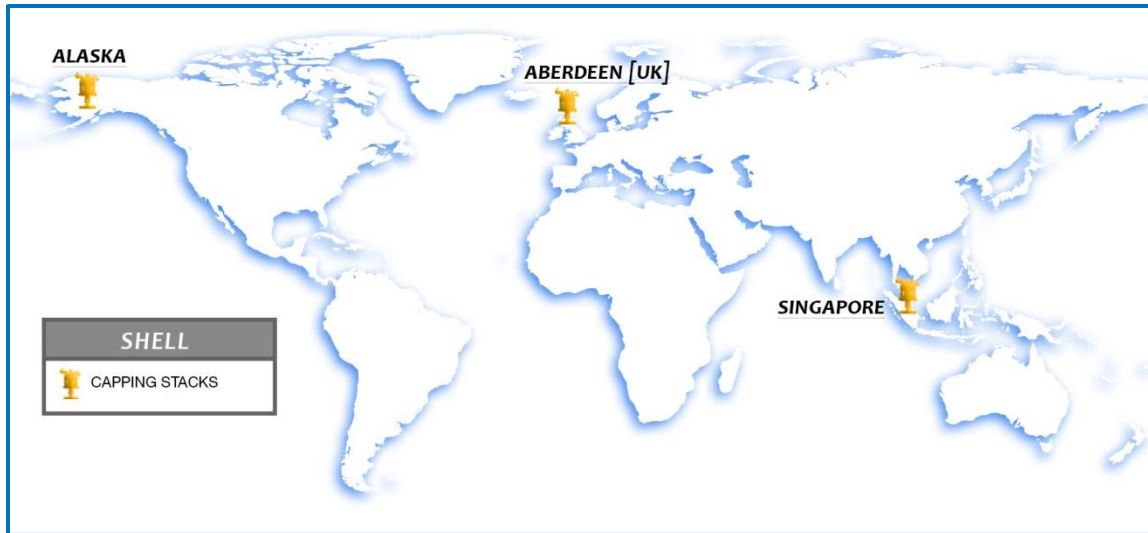 ALASKA
ABERDEEN [UK]
SINGAPORE
SHELL
CAPPING STACKS